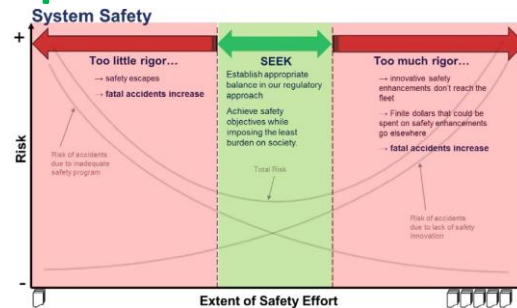 System Safety
+
Too little rigor…
→ safety escapes
→ fatal accidents increase
SEEK
Establish appropriate
balance in our regulatory
approach
Achieve safety
objectives while
imposing the least
burden on society.
Too much rigor…
→ innovative safety
enhancements don't reach the
fleet
→ Finite dollars that could be
spent on safety enhancements
go elsewhere
→ fatal accidents increase
Risk
Risk of accidents
due to inadequate
safety program
Total Risk
Risk of accidents
due to lack of safety
innovation
-
Extent of Safety Effort